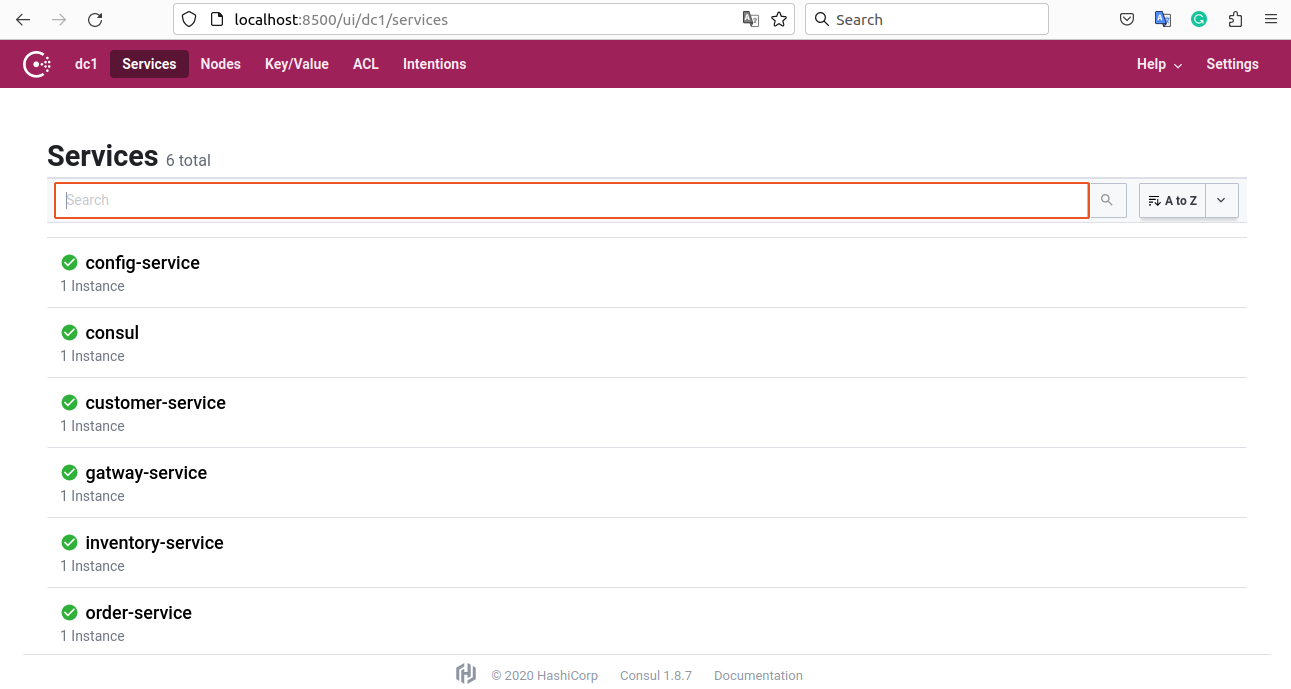 localhost:8500/ui/dc1/services Search
dc1 Services Nodes Key/Value ACL Intentions Help Settings
Services 6 total
Search A to Z
config-service
1 Instance
consul
1 Instance
customer-service
1 Instance
gatway-service
1 Instance
inventory-service
1 Instance
order-service
1 Instance
© 2020 HashiCorp Consul 1.8.7 Documentation